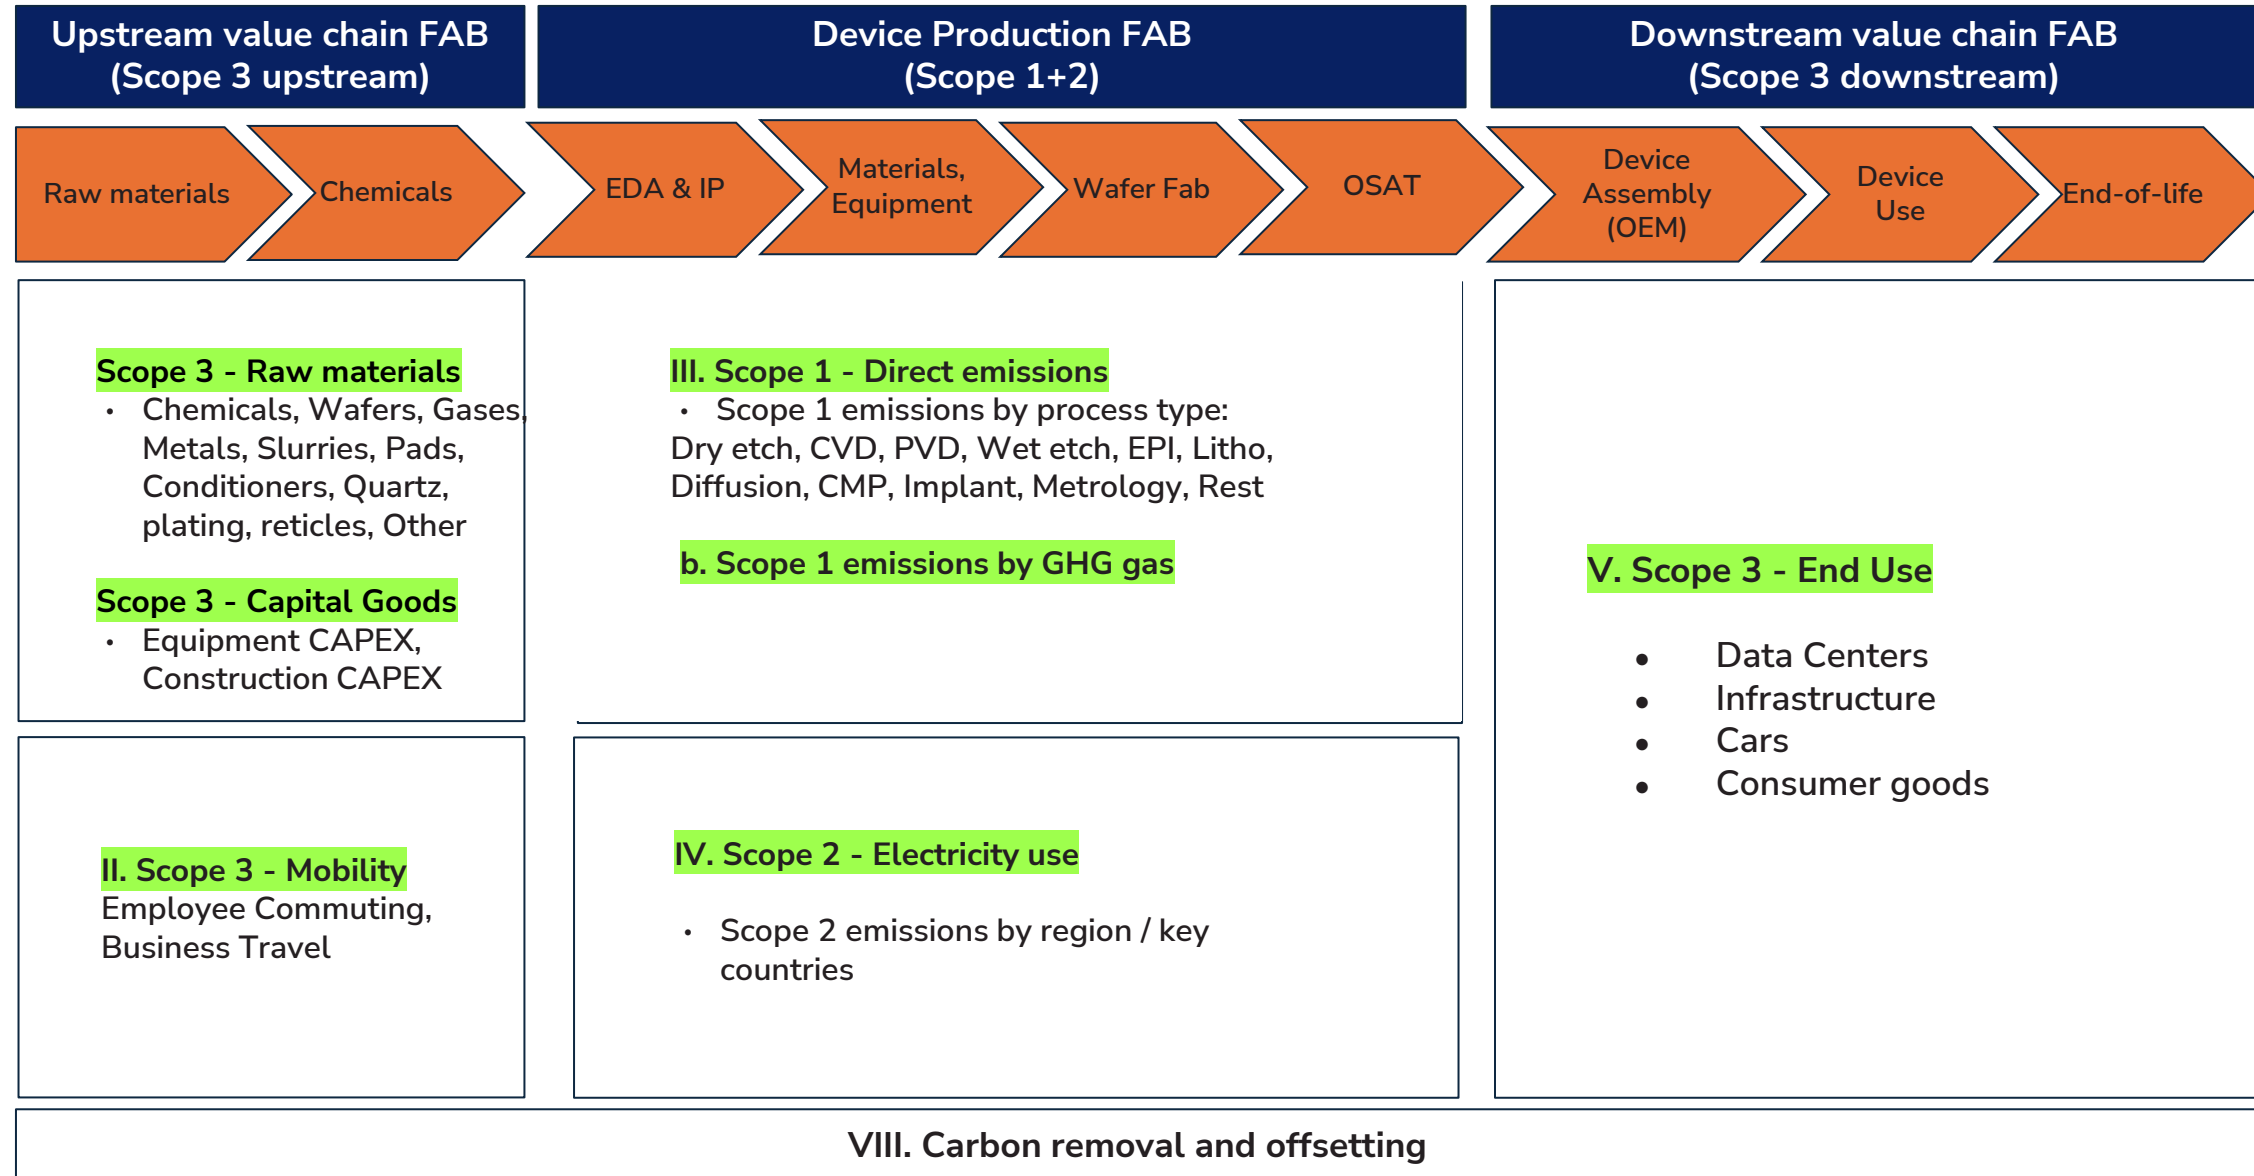 Upstream value chain FAB
(Scope 3 upstream)
Device Production FAB
(Scope 1+2)
Downstream value chain FAB
(Scope 3 downstream)
Raw materials
Chemicals
EDA & IP
Materials,
Equipment
Wafer Fab
OSAT
Device
Assembly
(OEM)
Device
Use
End-of-life
Scope 3 - Raw materials
· Chemicals, Wafers, Gases,
Metals, Slurries, Pads,
Conditioners, Quartz,
plating, reticles, Other
Scope 3 - Capital Goods
· Equipment CAPEX,
Construction CAPEX
II. Scope 3 - Mobility
Employee Commuting,
Business Travel
III. Scope 1 - Direct emissions
· Scope 1 emissions by process type:
Dry etch, CVD, PVD, Wet etch, EPI, Litho,
Diffusion, CMP, Implant, Metrology, Rest
b. Scope 1 emissions by GHG gas
IV. Scope 2 - Electricity use
· Scope 2 emissions by region / key
countries
V. Scope 3 - End Use
• Data Centers
• Infrastructure
• Cars
• Consumer goods
VIII. Carbon removal and offsetting